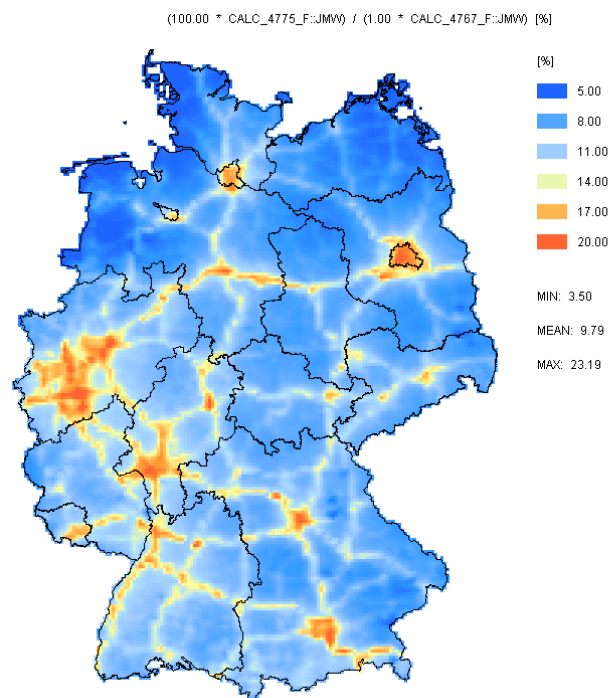 (100.00 * CALC_4775_F::JMW) / (1.00 * CALC_4767_F::JMW) [%]
[%]
5.00
8.00
11.00
14.00
17.00
20.00
MIN: 3.50
MEAN: 9.79
MAX: 23.19